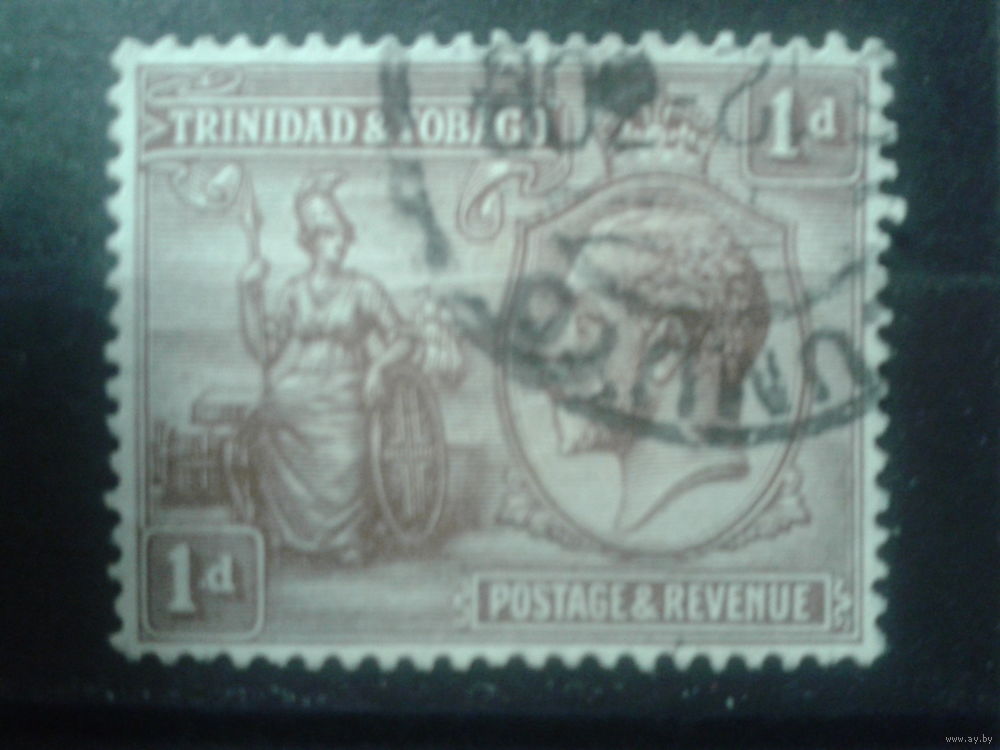 TRINIDAD & TOBAGO
1d
1d
POSTAGE & REVENUE
www.ay.by